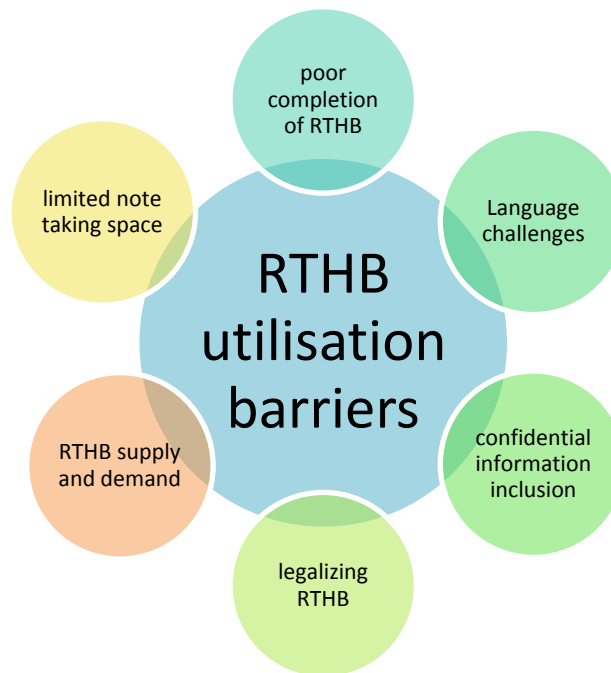 poor
completion
of RTHB
Language
challenges
confidential
information
inclusion
legalizing
RTHB
RTHB supply
and demand
limited note
taking space
RTHB
utilisation
barriers